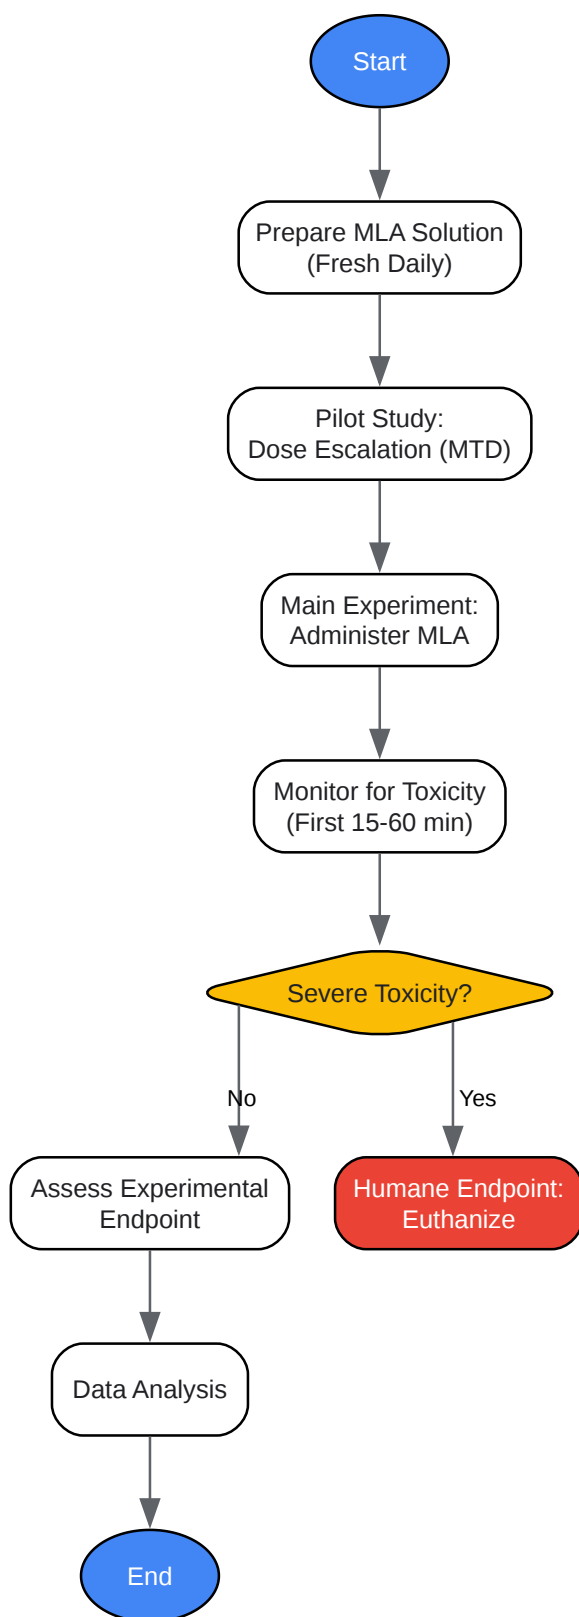 Start
Prepare MLA Solution
(Fresh Daily)
Pilot Study:
Dose Escalation (MTD)
Main Experiment:
Administer MLA
Monitor for Toxicity
(First 15-60 min)
Severe Toxicity?
No
Yes
Assess Experimental
Endpoint
Humane Endpoint:
Euthanize
Data Analysis
End